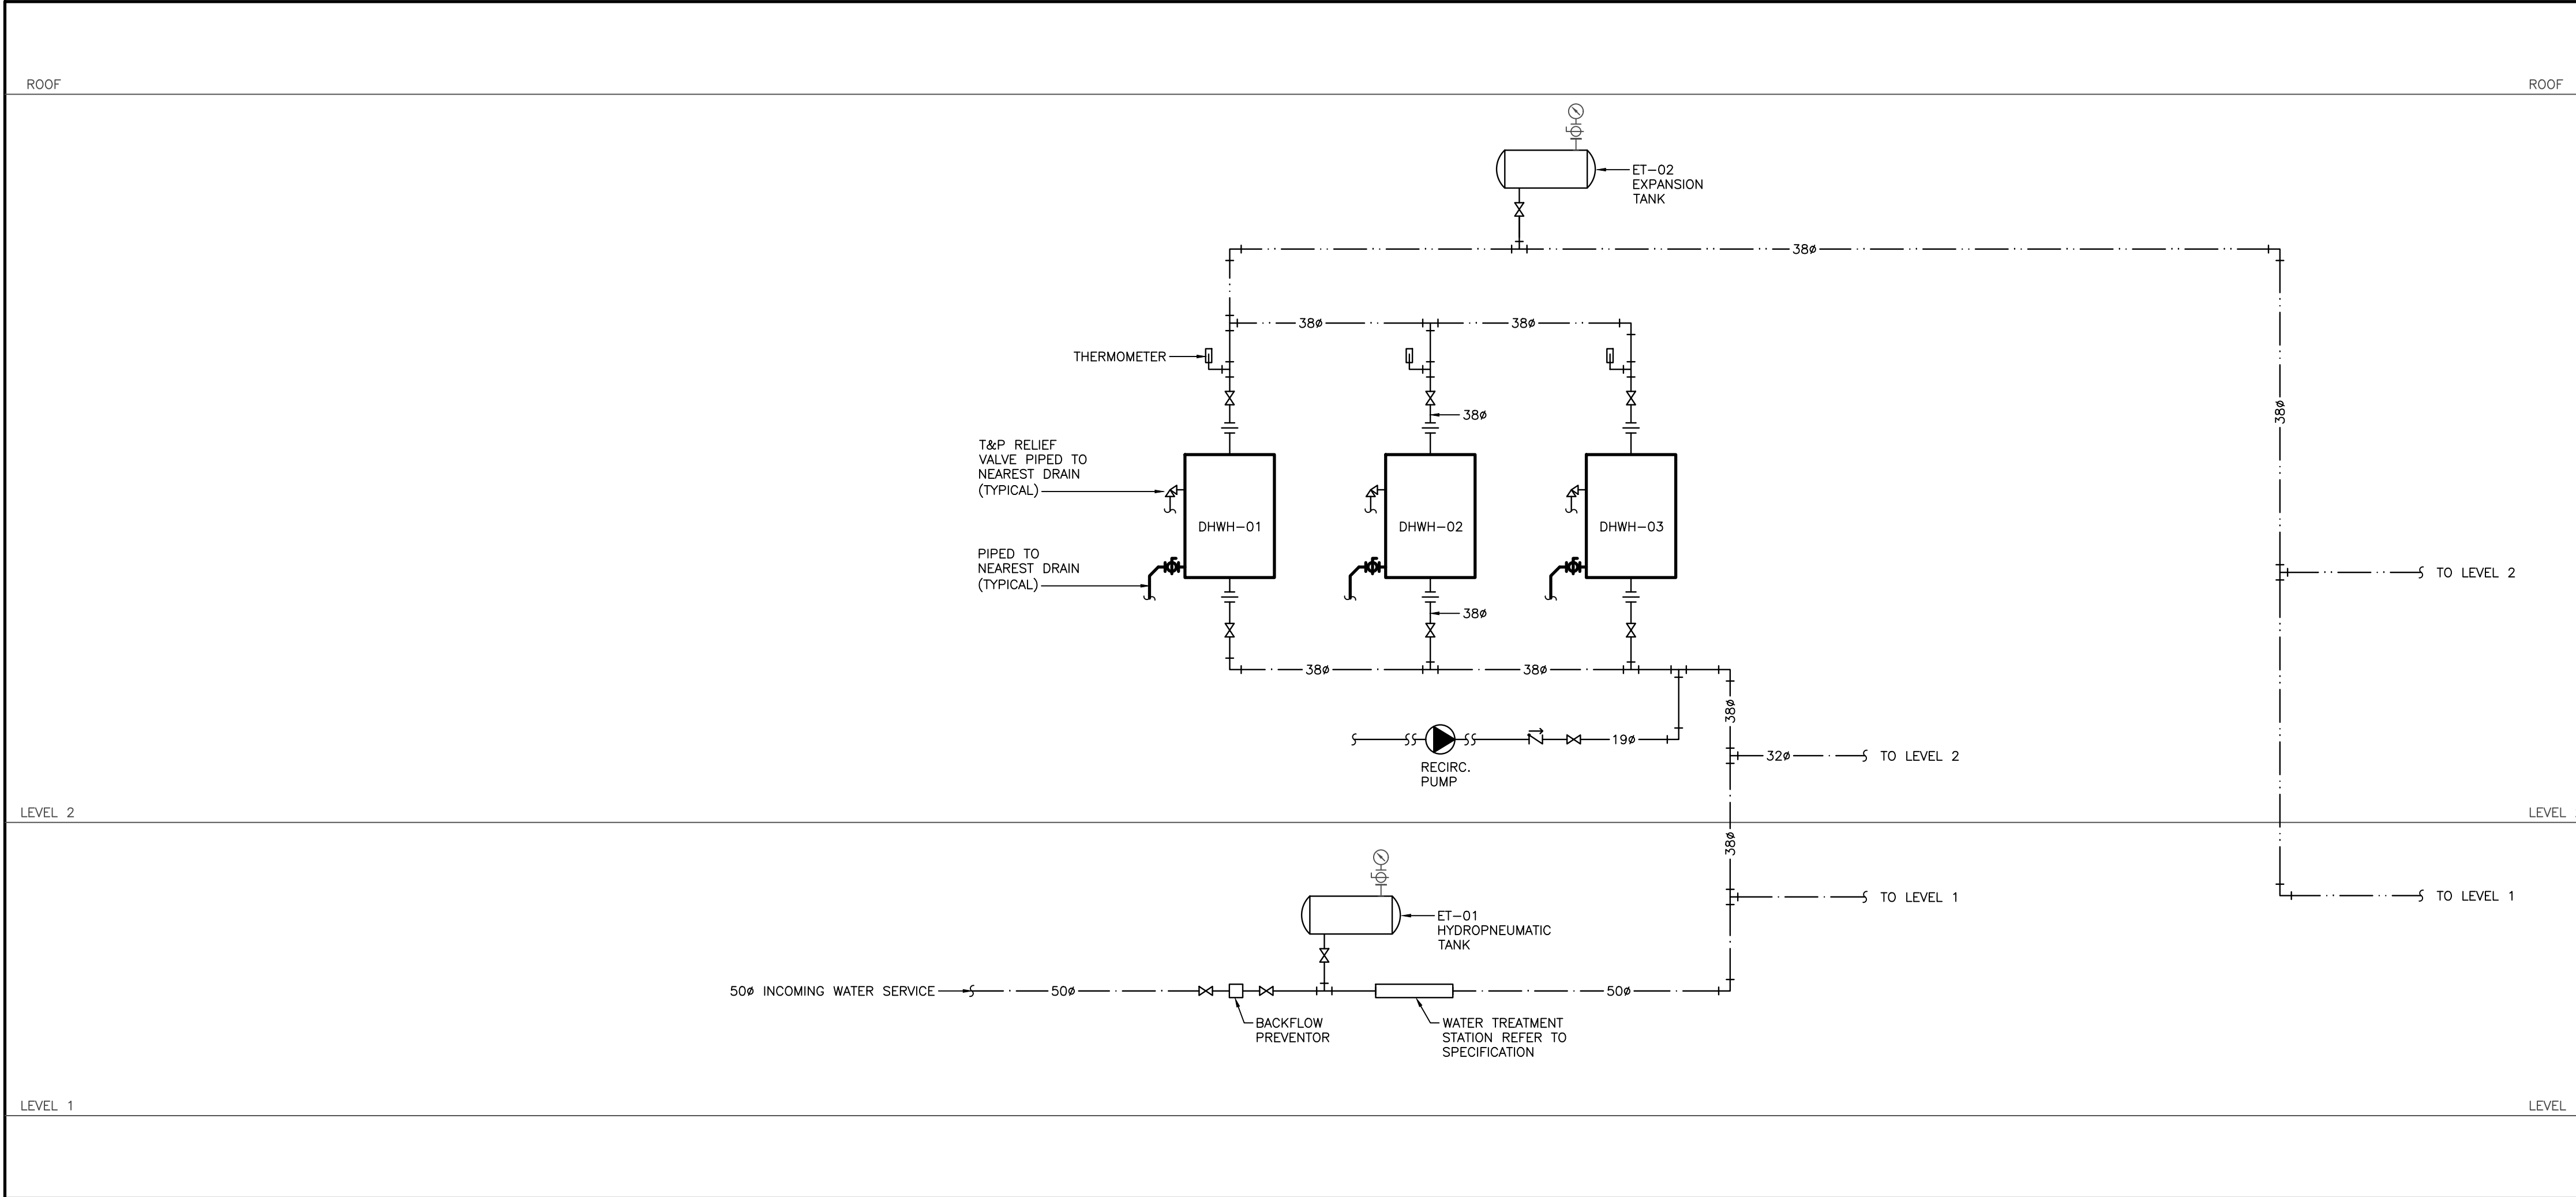 ROOF
ROOF
ET-02
EXPANSION
TANK
38ø
38ø
38ø
THERMOMETER
38ø
38ø
T&P RELIEF
VALVE PIPED TO
NEAREST DRAIN
(TYPICAL)
DHWH-01
DHWH-02
DHWH-03
PIPED TO
NEAREST DRAIN
(TYPICAL)
TO LEVEL 2
38ø
38ø
38ø
38ø
19ø
RECIRC.
PUMP
32ø
TO LEVEL 2
LEVEL 2
LEVEL
38ø
ET-01
HYDROPNEUMATIC
TANK
TO LEVEL 1
TO LEVEL 1
50ø INCOMING WATER SERVICE
50ø
50ø
BACKFLOW
PREVENTOR
WATER TREATMENT
STATION REFER TO
SPECIFICATION
LEVEL 1
LEVEL